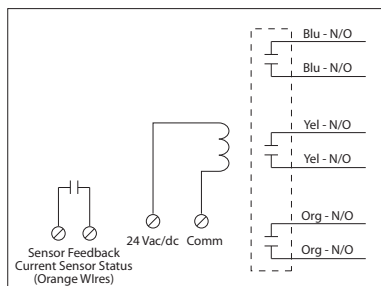 Blu - N/O
Blu - N/O
Yel - N/O
Yel - N/O
Org - N/O
Org - N/O
24 Vac/dc Comm
Sensor Feedback
Current Sensor Status
(Orange WIres)